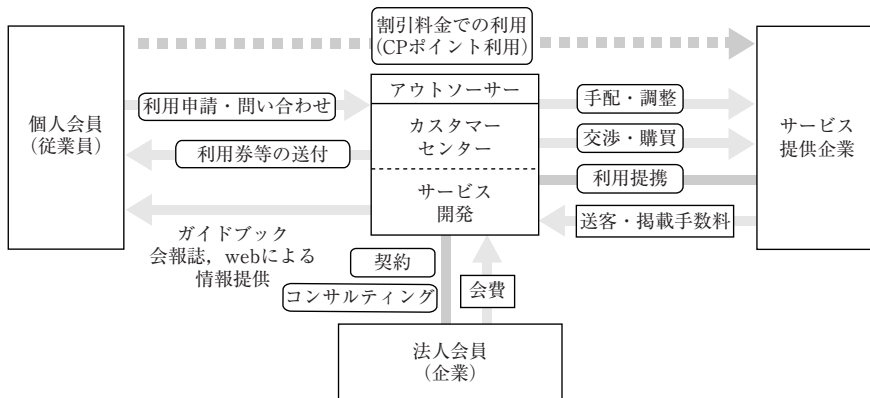 割引料金での利用
(CPポイント利用)
個人会員
(従業員)
利用申請・問い合わせ
利用券等の送付
ガイドブック
会報誌，webによる
情報提供
アウトソーサー
カスタマー
センター
サービス
開発
手配・調整
交渉・購買
利用提携
送客・掲載手数料
サービス
提供企業
契約
コンサルティング
会費
法人会員
(企業)